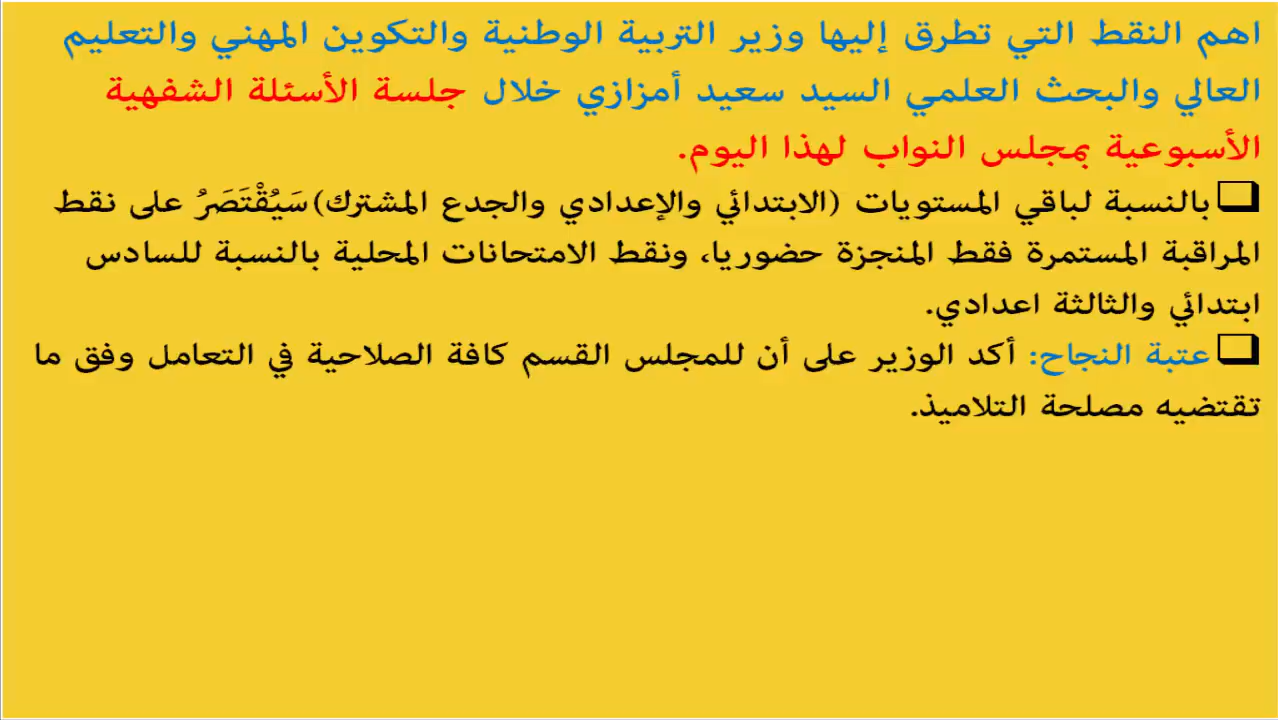 اهم النقط التي تطرق إليها وزير التربية الوطنية والتكوين المهني والتعليم
العالي والبحث العلمي السيد سعيد أمزازي خلال جلسة الأسئلة الشفهية
الأسبوعية بمجلس النواب لهذا اليوم.
❑بالنسبة لباقي المستويات (الابتدائي والإعدادي والجدع المشترك)سَيُقْتَصَرُ على نقط
المراقبة المستمرة فقط المنجزة حضوريا، ونقط الامتحانات المحلية بالنسبة للسادس
ابتدائي والثالثة اعدادي.
❑عتبة النجاح: أكد الوزير على أن للمجلس القسم كافة الصلاحية في التعامل وفق ما
تقتضيه مصلحة التلاميذ.